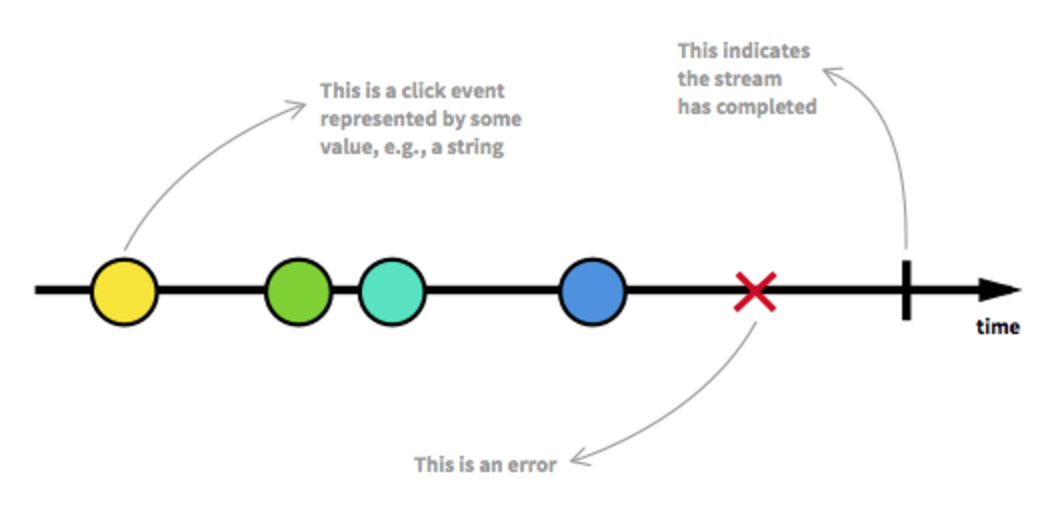 This is a click event
represented by some
value, e.g., a string
This indicates
the stream
has completed
time
This is an error